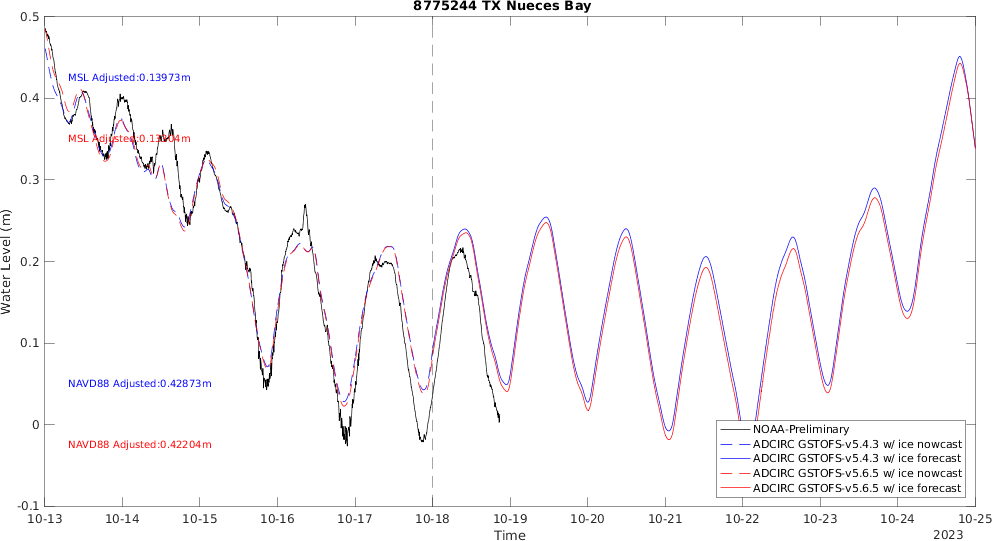 8775244 TX Nueces Bay
Water Level (m)
0.5
0.4
0.3
0.2
0.1
0
-0.1
MSL Adjusted:0.13973m
NAVD88 Adjusted:0.42873m
NAVD88 Adjusted:0.42204m
NOAA-Preliminary
ADCIRC GSTOFS-v5.4.3 w/ ice nowcast
ADCIRC GSTOFS-v5.4.3 w/ ice forecast
ADCIRC GSTOFS-v5.6.5 w/ ice nowcast
ADCIRC GSTOFS-v5.6.5 w/ ice forecast
10-13 10-14 10-15 10-16 10-17 10-18 10-19 10-20 10-21 10-22 10-23 10-24 10-25
Time
2023
MSL Adjusted: